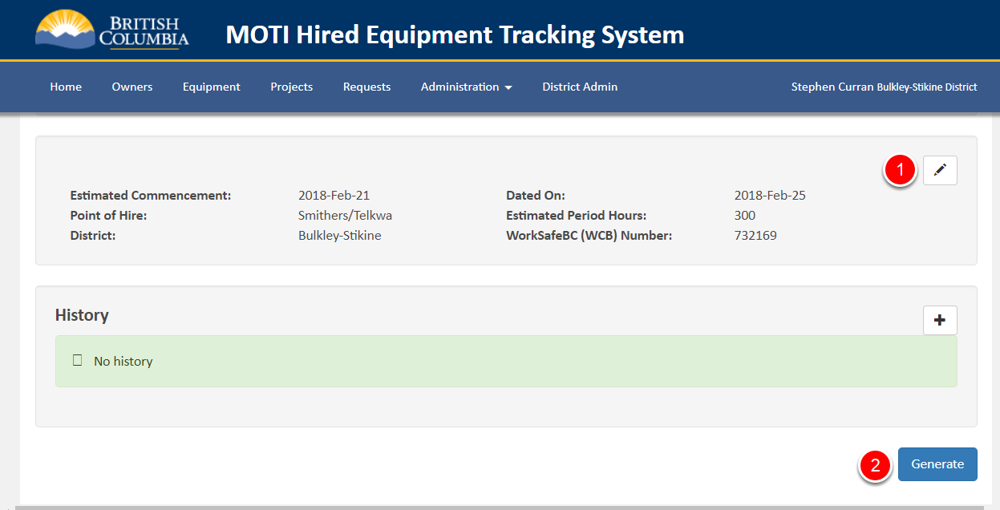 BRITISH
COLUMBIA
MOTI Hired Equipment Tracking System
Home Owners Equipment Projects Requests Administration District Admin Stephen Curran Bulkley-Stikine District
1
Estimated Commencement: 2018-Feb-21 Dated On: 2018-Feb-25
Point of Hire: Smithers/Telkwa Estimated Period Hours: 300
District: Bulkley-Stikine WorkSafeBC (WCB) Number: 732169
History
No history
2 Generate